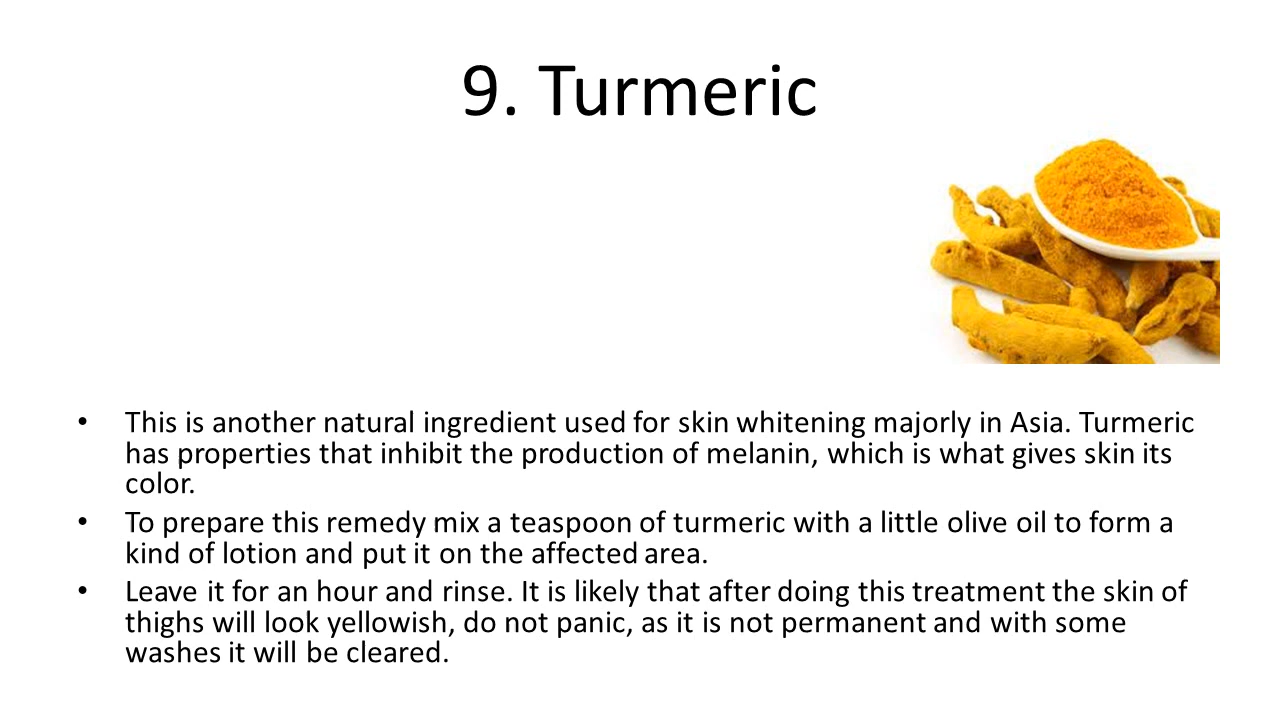 9. Turmeric
• This is another natural ingredient used for skin whitening majorly in Asia. Turmeric
has properties that inhibit the production of melanin, which is what gives skin its
color.
• To prepare this remedy mix a teaspoon of turmeric with a little olive oil to form a
kind of lotion and put it on the affected area.
• Leave it for an hour and rinse. It is likely that after doing this treatment the skin of
thighs will look yellowish, do not panic, as it is not permanent and with some
washes it will be cleared.